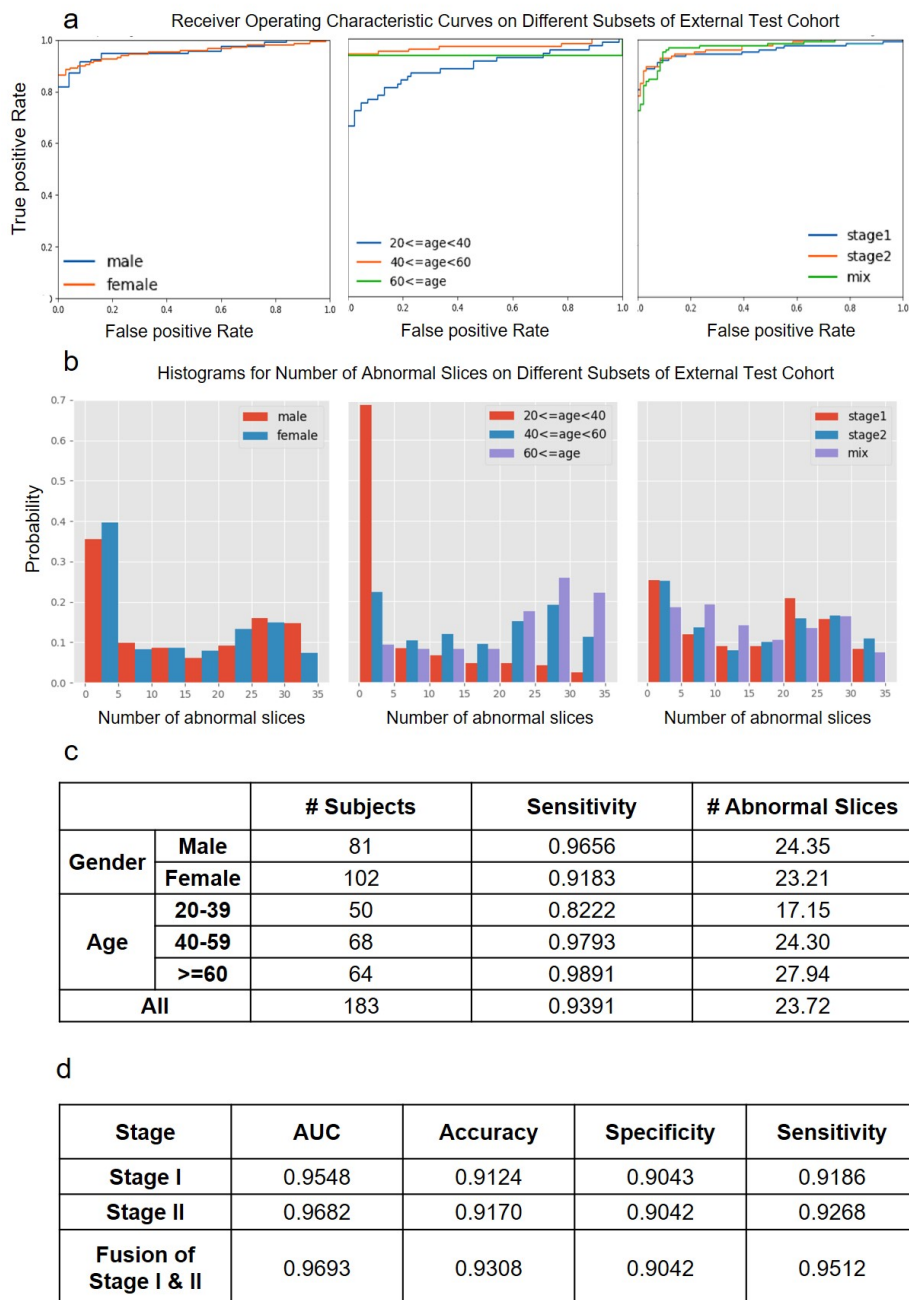 a
Receiver Operating Characteristic Curves on Different Subsets of External Test Cohort
True positive Rate
1.0
0.8
0.6
0.4
0.2
male
female
0.0 0.2 0.4 0.6 0.8 1.0
False positive Rate
20<=age<40
40<=age<60
60<=age
0.0 0.2 0.4 0.6 0.8 1.0
False positive Rate
1.0
0.8
0.6
0.4
0.2
stage1
stage2
mix
0.0 0.2 0.4 0.6 0.8 1.0
False positive Rate
b
Histograms for Number of Abnormal Slices on Different Subsets of External Test Cohort
Probability
0.7
0.6
0.5
0.4
0.3
0.2
0.1
0.0
male
female
0 5 10 15 20 25 30 35
Number of abnormal slices
20<=age<40
40<=age<60
60<=age
0 5 10 15 20 25 30 35
Number of abnormal slices
stage1
stage2
mix
0 5 10 15 20 25 30 35
Number of abnormal slices
c
# Subjects Sensitivity # Abnormal Slices
Gender Male 81 0.9656 24.35
Female 102 0.9183 23.21
Age 20-39 50 0.8222 17.15
40-59 68 0.9793 24.30
>=60 64 0.9891 27.94
All 183 0.9391 23.72
d
Stage AUC Accuracy Specificity Sensitivity
Stage I 0.9548 0.9124 0.9043 0.9186
Stage II 0.9682 0.9170 0.9042 0.9268
Fusion of
Stage I & II 0.9693 0.9308 0.9042 0.9512